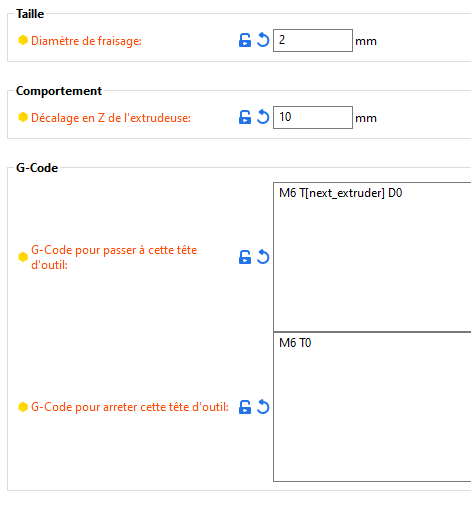 Taille
Diamètre de fraisage: 2 mm
Comportement
Décalage en Z de l'extrudeuse: 10 mm
G-Code
M6 T[next_extruder] D0
G-Code pour passer à cette tête
d'outil:
M6 T0
G-Code pour arreter cette tête d'outil: